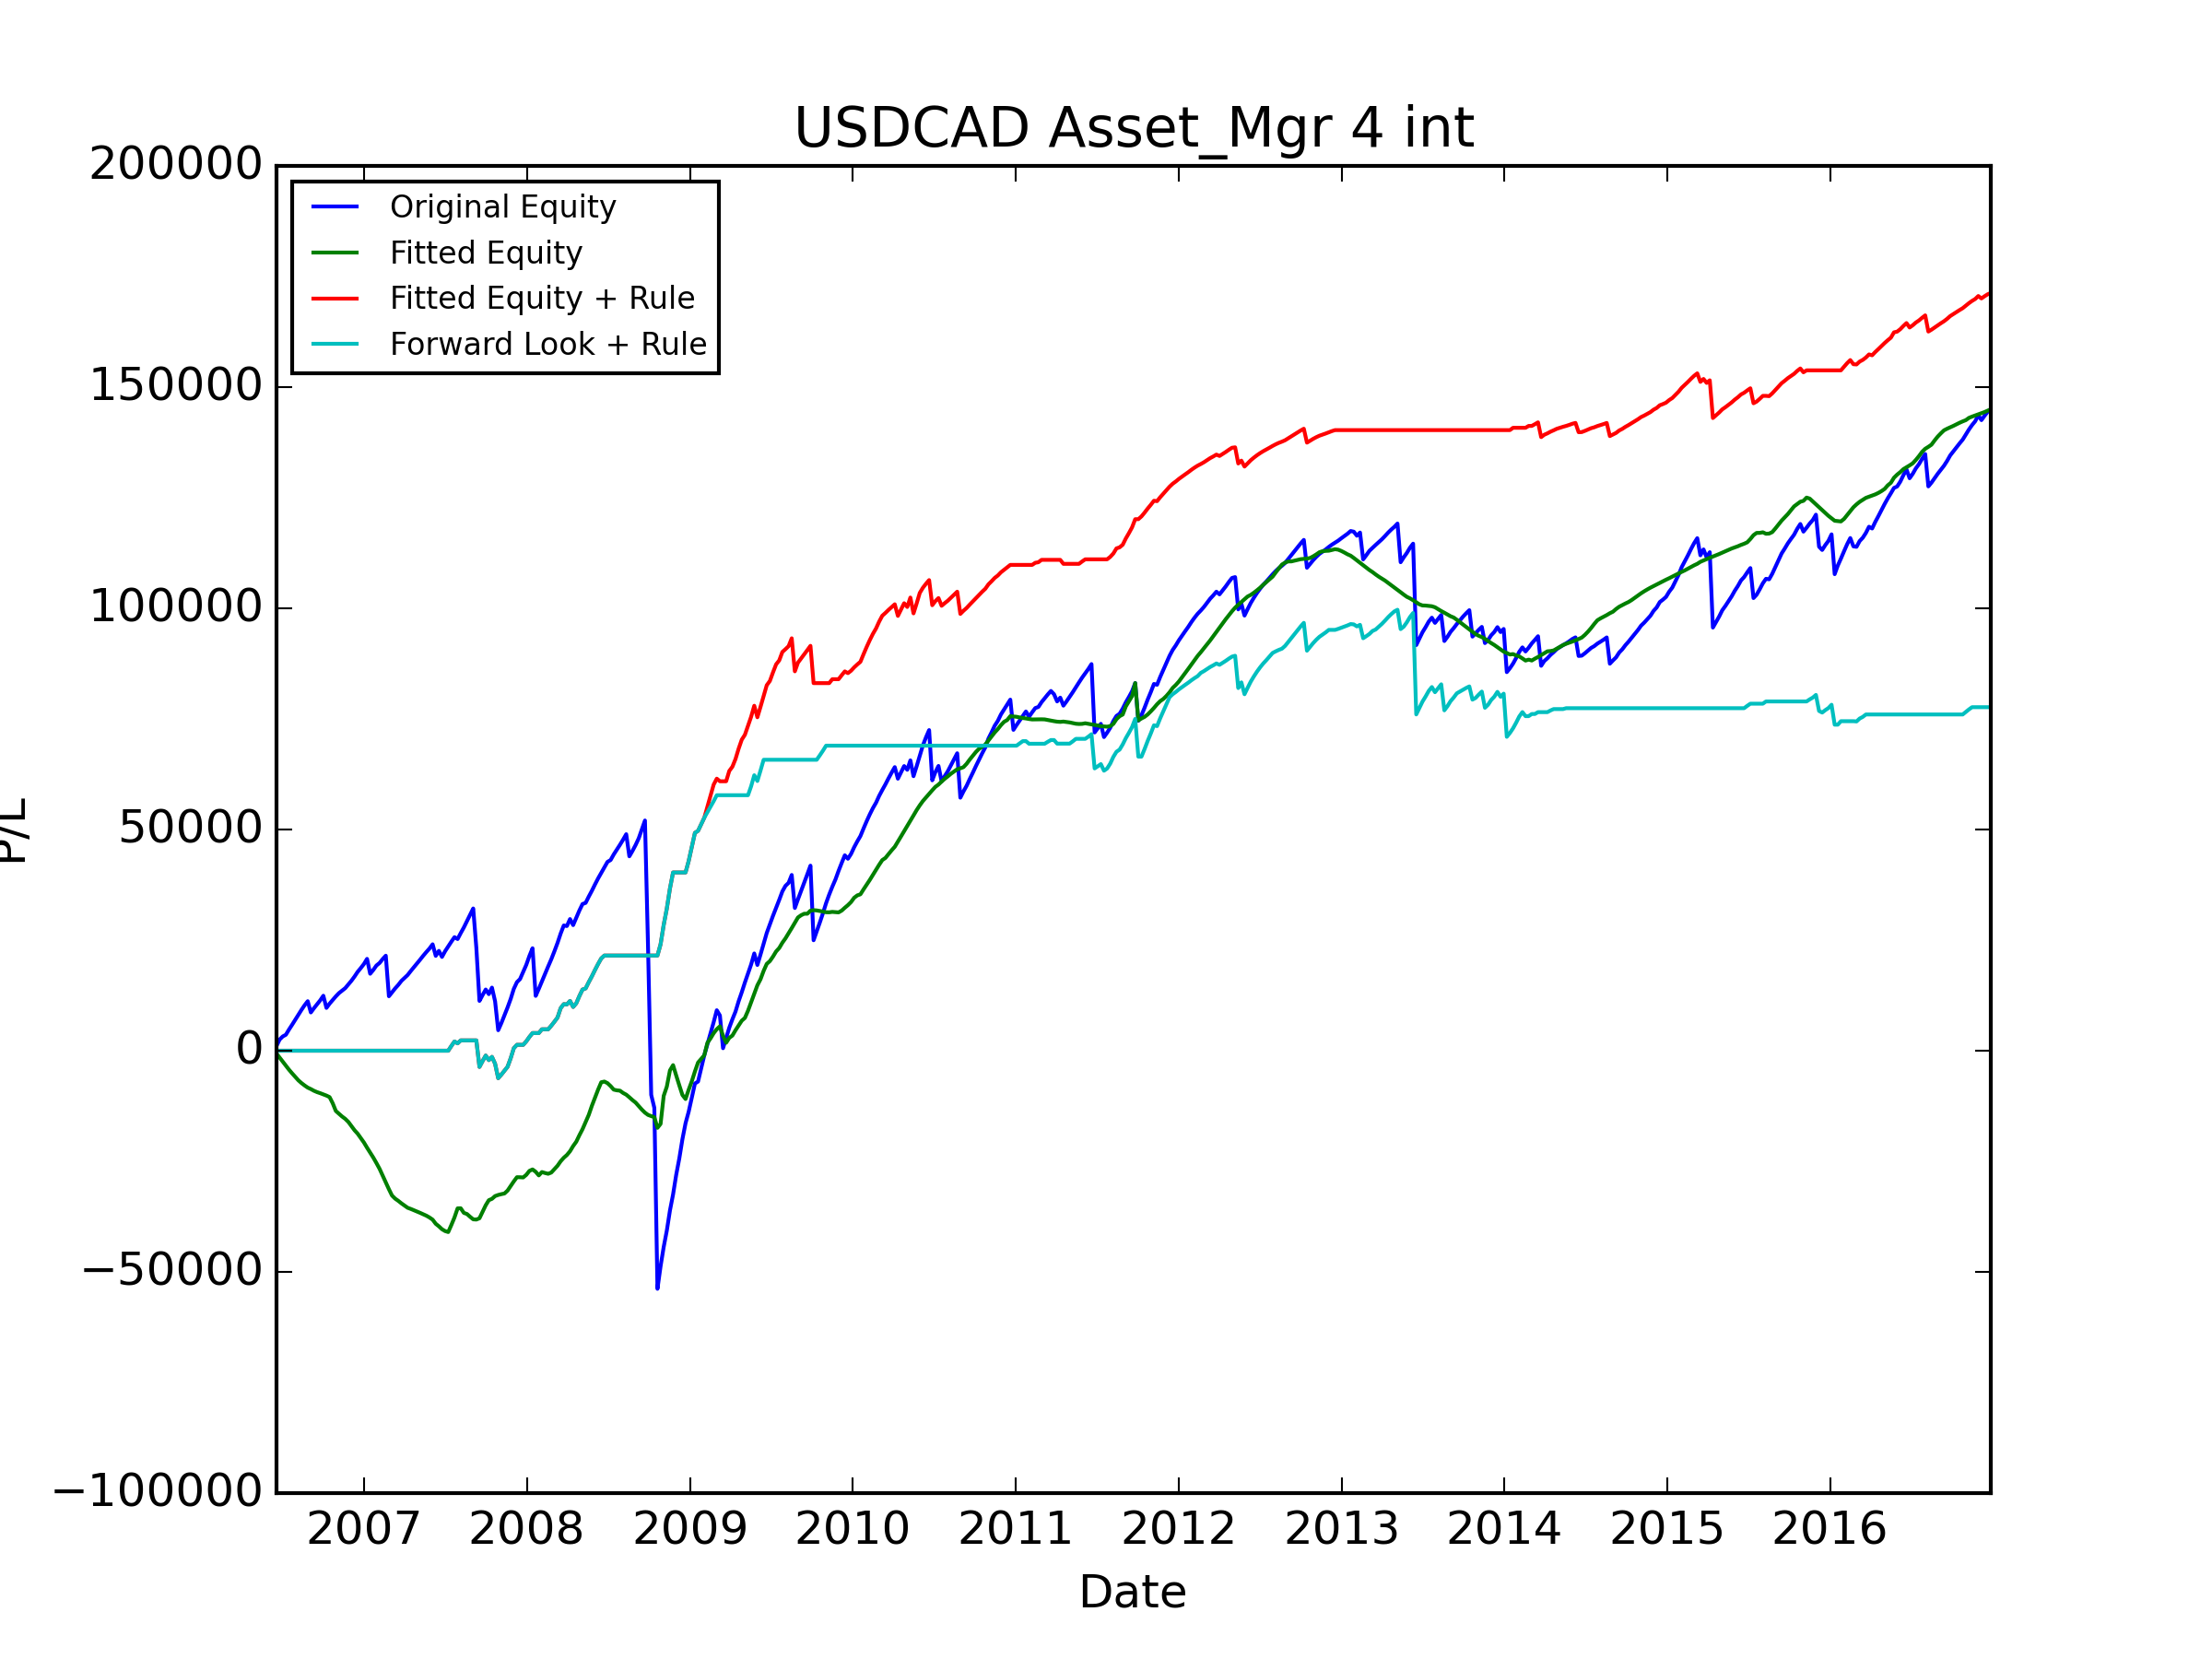 USDCAD Asset_Mgr 4 int
200000
150000
100000
50000
0
−50000
−100000
P/L
Original Equity
Fitted Equity
Fitted Equity + Rule
Forward Look + Rule
2007 2008 2009 2010 2011 2012 2013 2014 2015 2016
Date